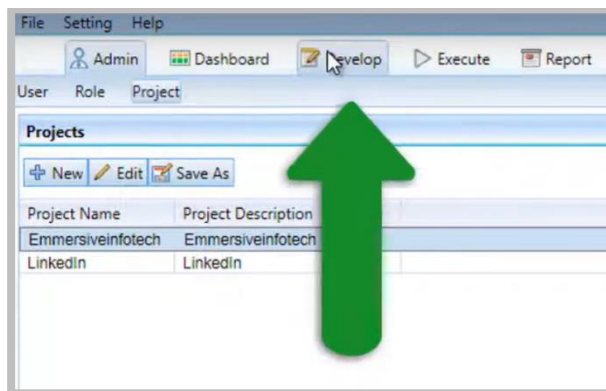 File Setting Help
Admin Dashboard Develop Execute Report
User Role Project
Projects
New Edit Save As
Project Name Project Description
Emmersiveinfotech Emmersiveinfotech
LinkedIn LinkedIn